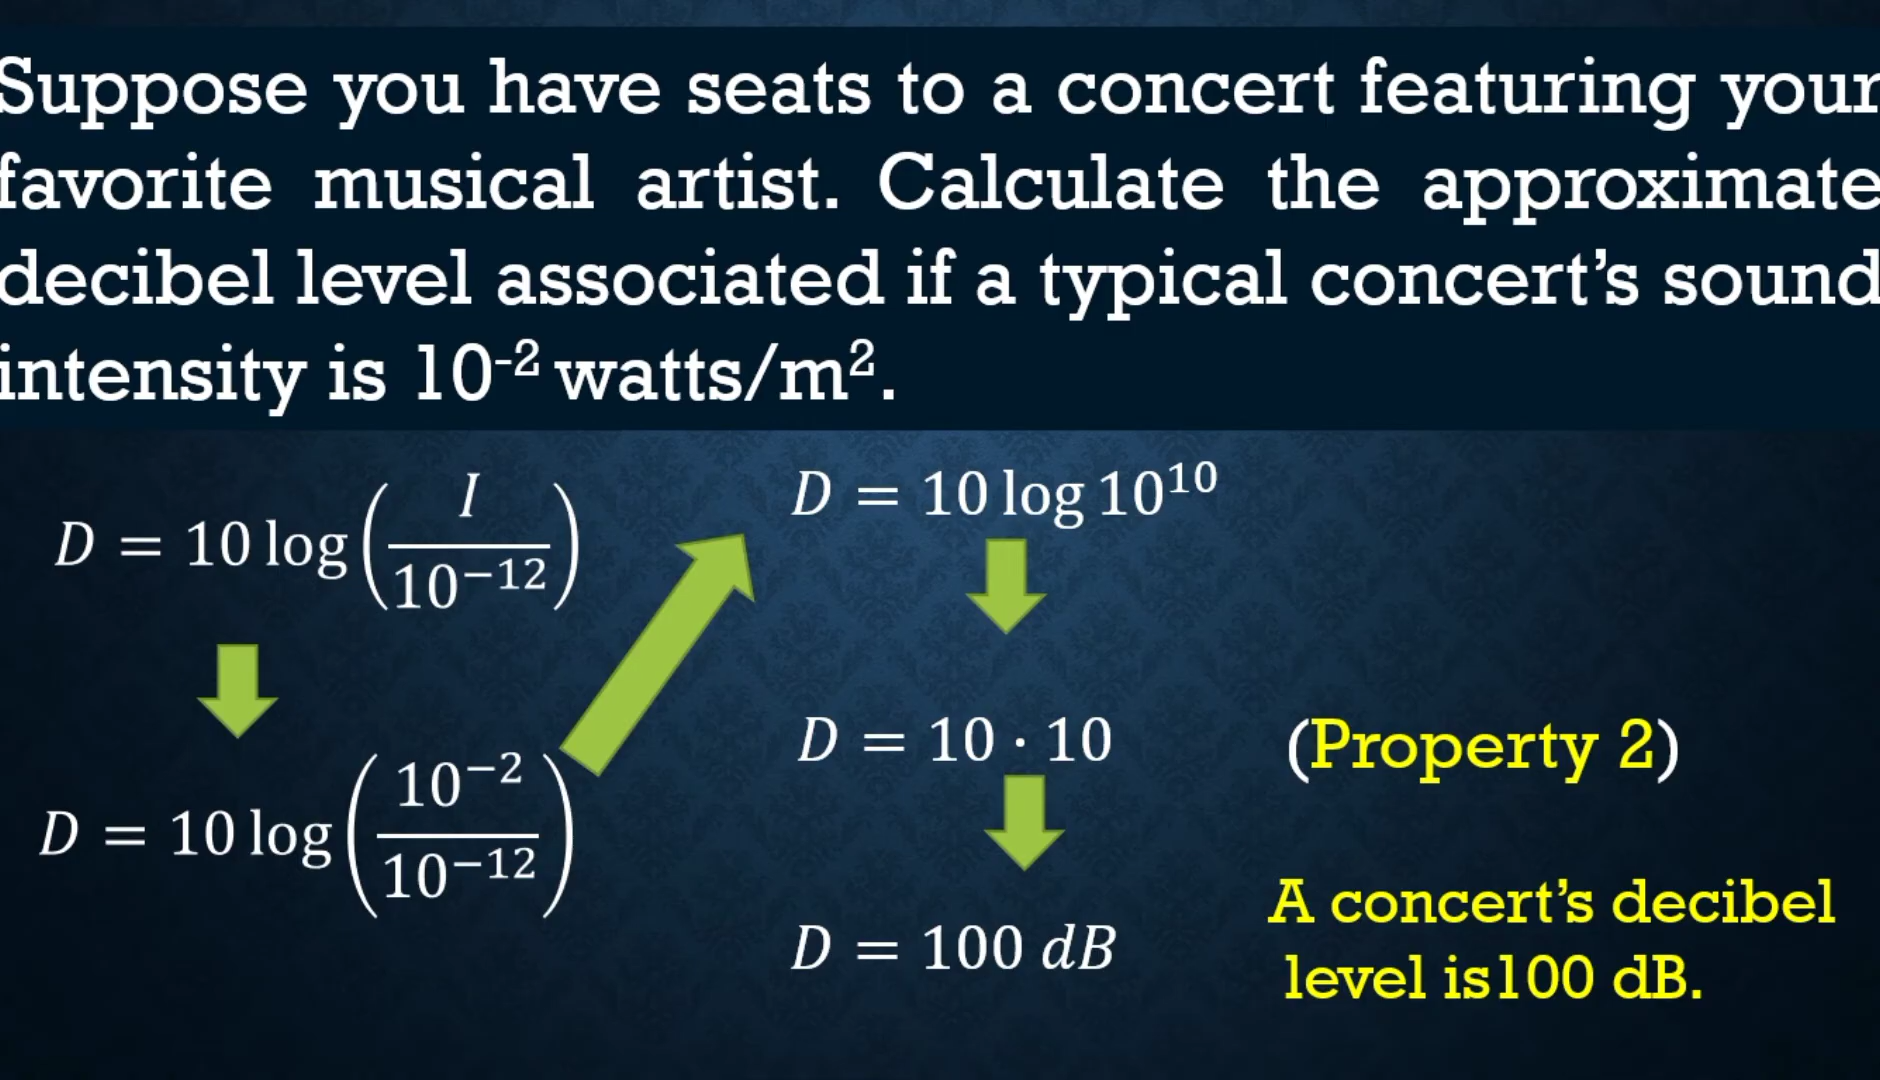 Suppose you have seats to a concert featuring your
favorite musical artist. Calculate the approximate
decibel level associated if a typical concert's sound
intensity is 10⁻² watts/m².
D = 10 log(I/10⁻¹²)
D = 10 log(10⁻²/10⁻¹²)
D = 10 log 10¹⁰
D = 10 · 10
(Property 2)
D = 100 dB
A concert's decibel
level is100 dB.